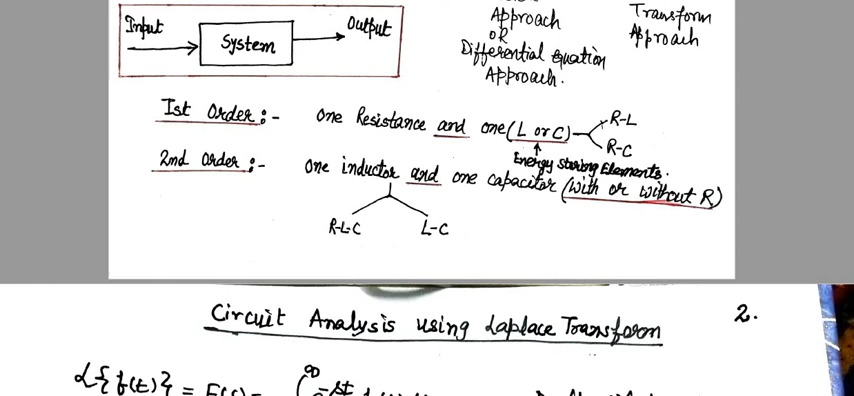 Input
System
Output
Approach
OR
Differential equation
Approach.
Transform
Approach
Ist Order:- one Resistance and one (L or C) R-L
R-C
Energy storing Elements.
2nd order:- one inductor and one capacitor (with or without R)
R-L-C L-C
Circuit Analysis using Laplace Transform 2.
L{f(t)} = F(s) = ∞